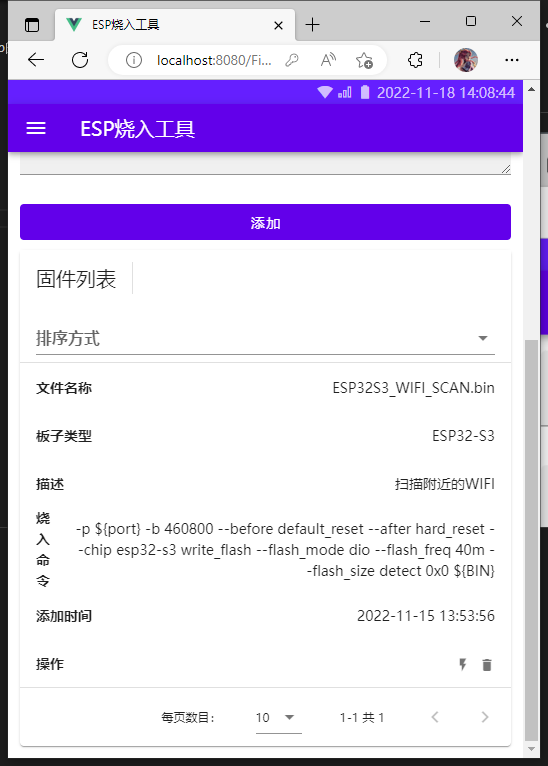 ESP烧入工具
localhost:8080/Fi...
2022-11-18 14:08:44
ESP烧入工具
添加
固件列表
排序方式
文件名称 ESP32S3_WIFI_SCAN.bin
板子类型 ESP32-S3
描述 扫描附近的WIFI
烧入命令
-p ${port} -b 460800 --before default_reset --after hard_reset -
-chip esp32-s3 write_flash --flash_mode dio --flash_freq 40m -
-flash_size detect 0x0 ${BIN}
添加时间 2022-11-15 13:53:56
操作
每页数目: 10 1-1 共 1